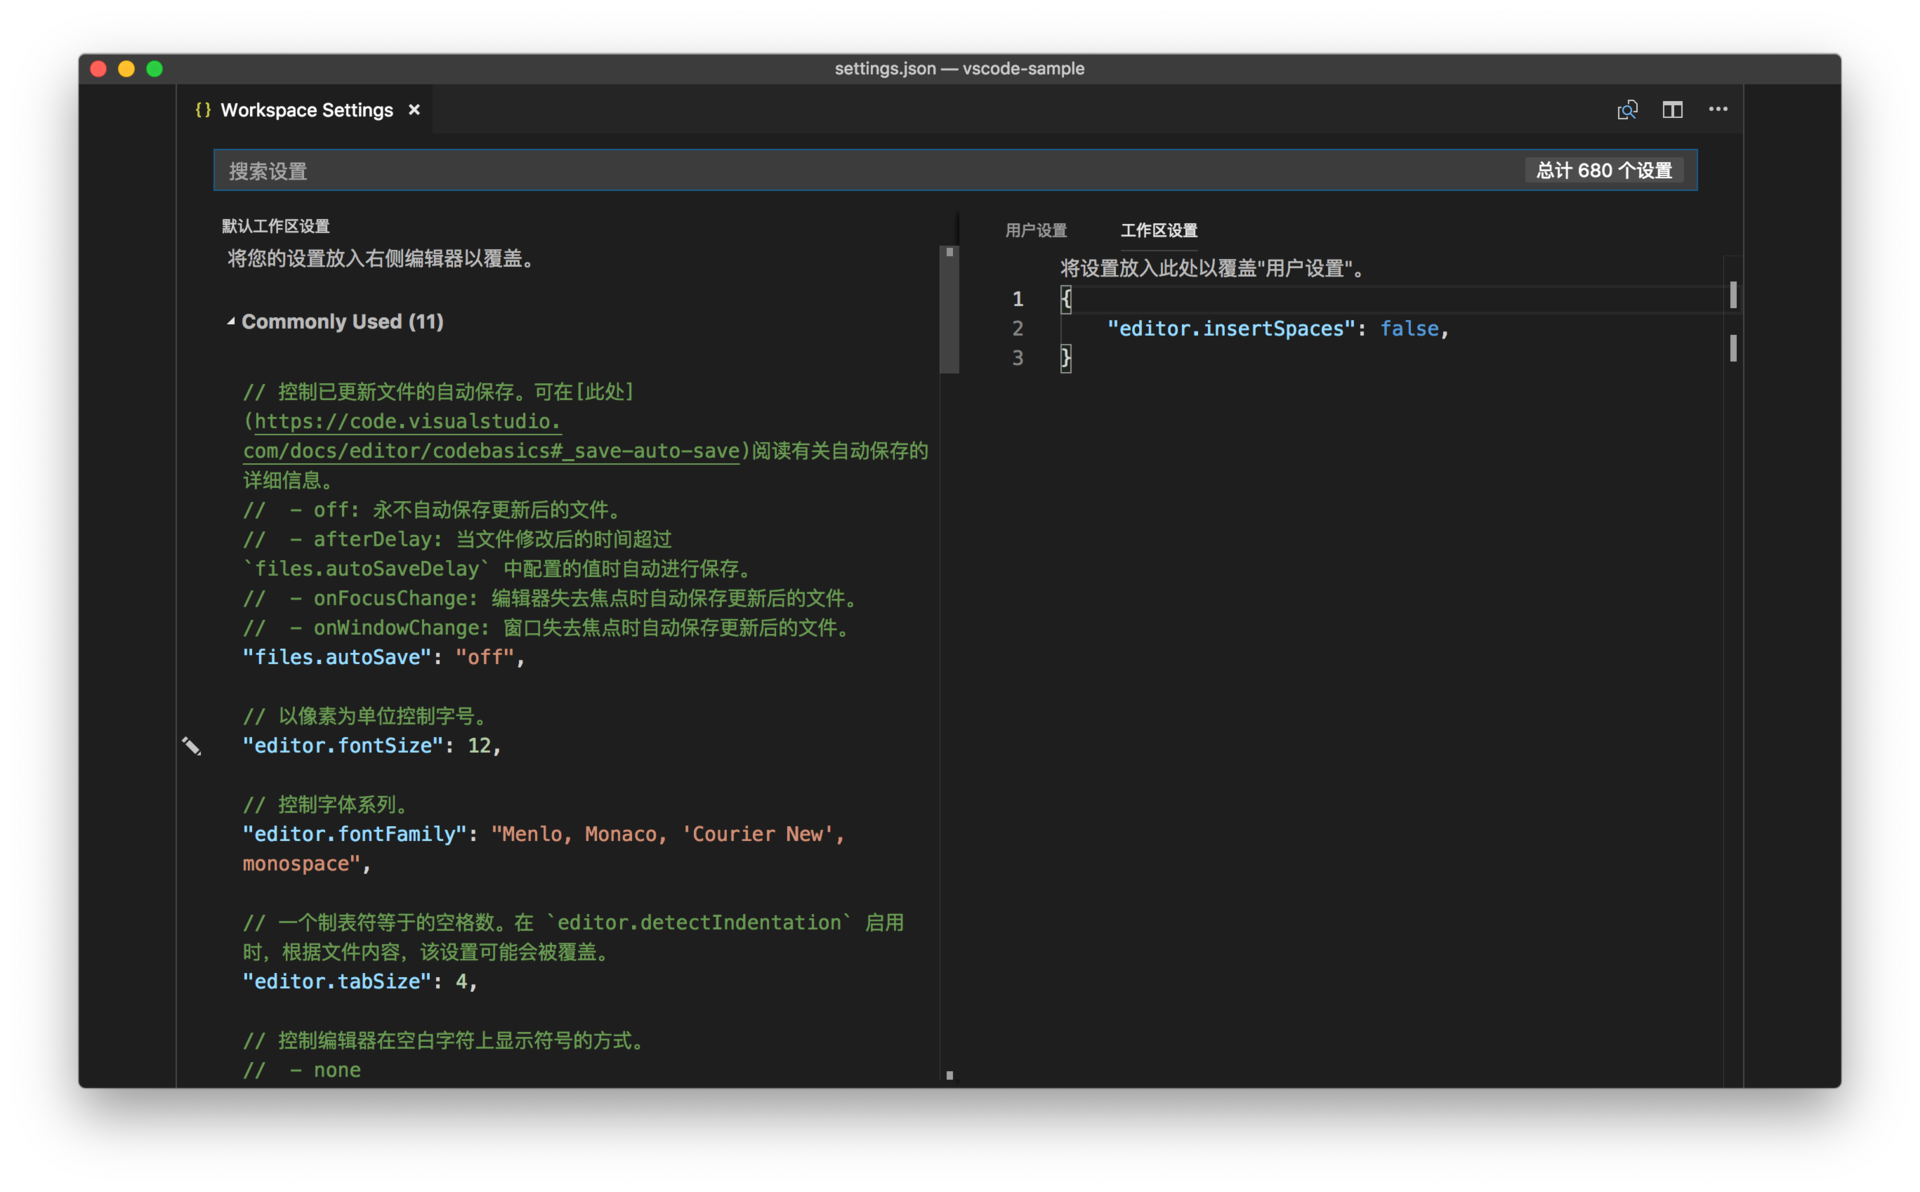 settings.json — vscode-sample
{ } Workspace Settings ×
搜索设置
总计 680 个设置
默认工作区设置
将您的设置放入右侧编辑器以覆盖。
Commonly Used (11)
// 控制已更新文件的自动保存。可在[此处]
(https://code.visualstudio.
com/docs/editor/codebasics#_save-auto-save)阅读有关自动保存的
详细信息。
//  - off: 永不自动保存更新后的文件。
//  - afterDelay: 当文件修改后的时间超过
`files.autoSaveDelay` 中配置的值时自动进行保存。
//  - onFocusChange: 编辑器失去焦点时自动保存更新后的文件。
//  - onWindowChange: 窗口失去焦点时自动保存更新后的文件。
"files.autoSave": "off",
// 以像素为单位控制字号。
"editor.fontSize": 12,
// 控制字体系列。
"editor.fontFamily": "Menlo, Monaco, 'Courier New',
monospace",
// 一个制表符等于的空格数。在 `editor.detectIndentation` 启用
时，根据文件内容，该设置可能会被覆盖。
"editor.tabSize": 4,
// 控制编辑器在空白字符上显示符号的方式。
//  - none
用户设置
工作区设置
将设置放入此处以覆盖"用户设置"。
1 {
2     "editor.insertSpaces": false,
3 }